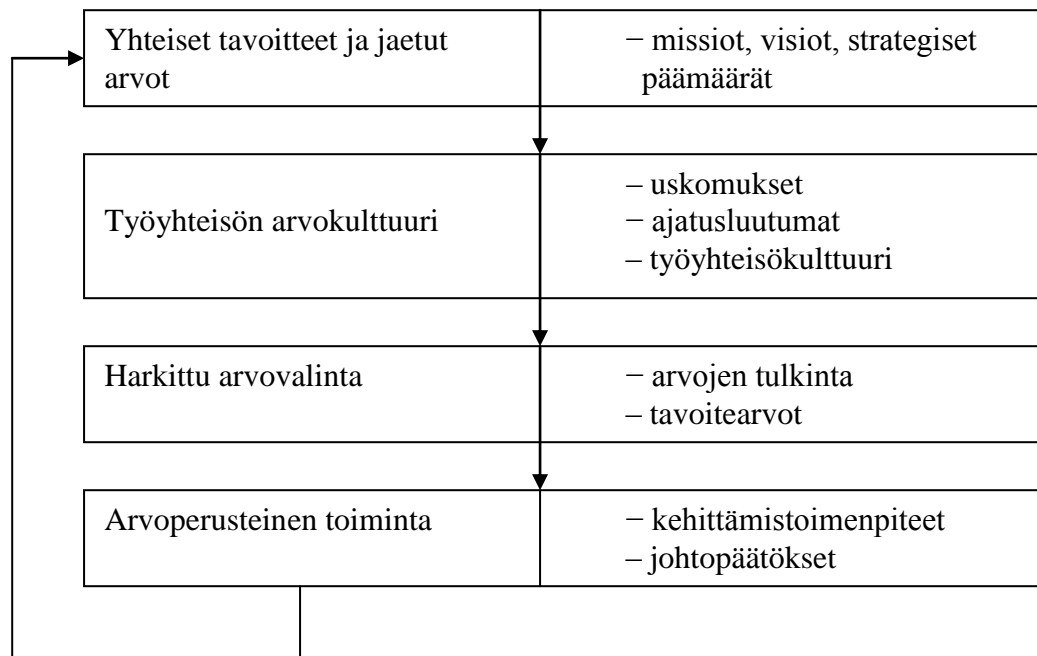 Yhteiset tavoitteet ja jaetut
arvot
− missiot, visiot, strategiset
päämäärät
Työyhteisön arvokulttuuri
– uskomukset
– ajatusluutumat
– työyhteisökulttuuri
Harkittu arvovalinta
− arvojen tulkinta
– tavoitearvot
Arvoperusteinen toiminta
− kehittämistoimenpiteet
– johtopäätökset